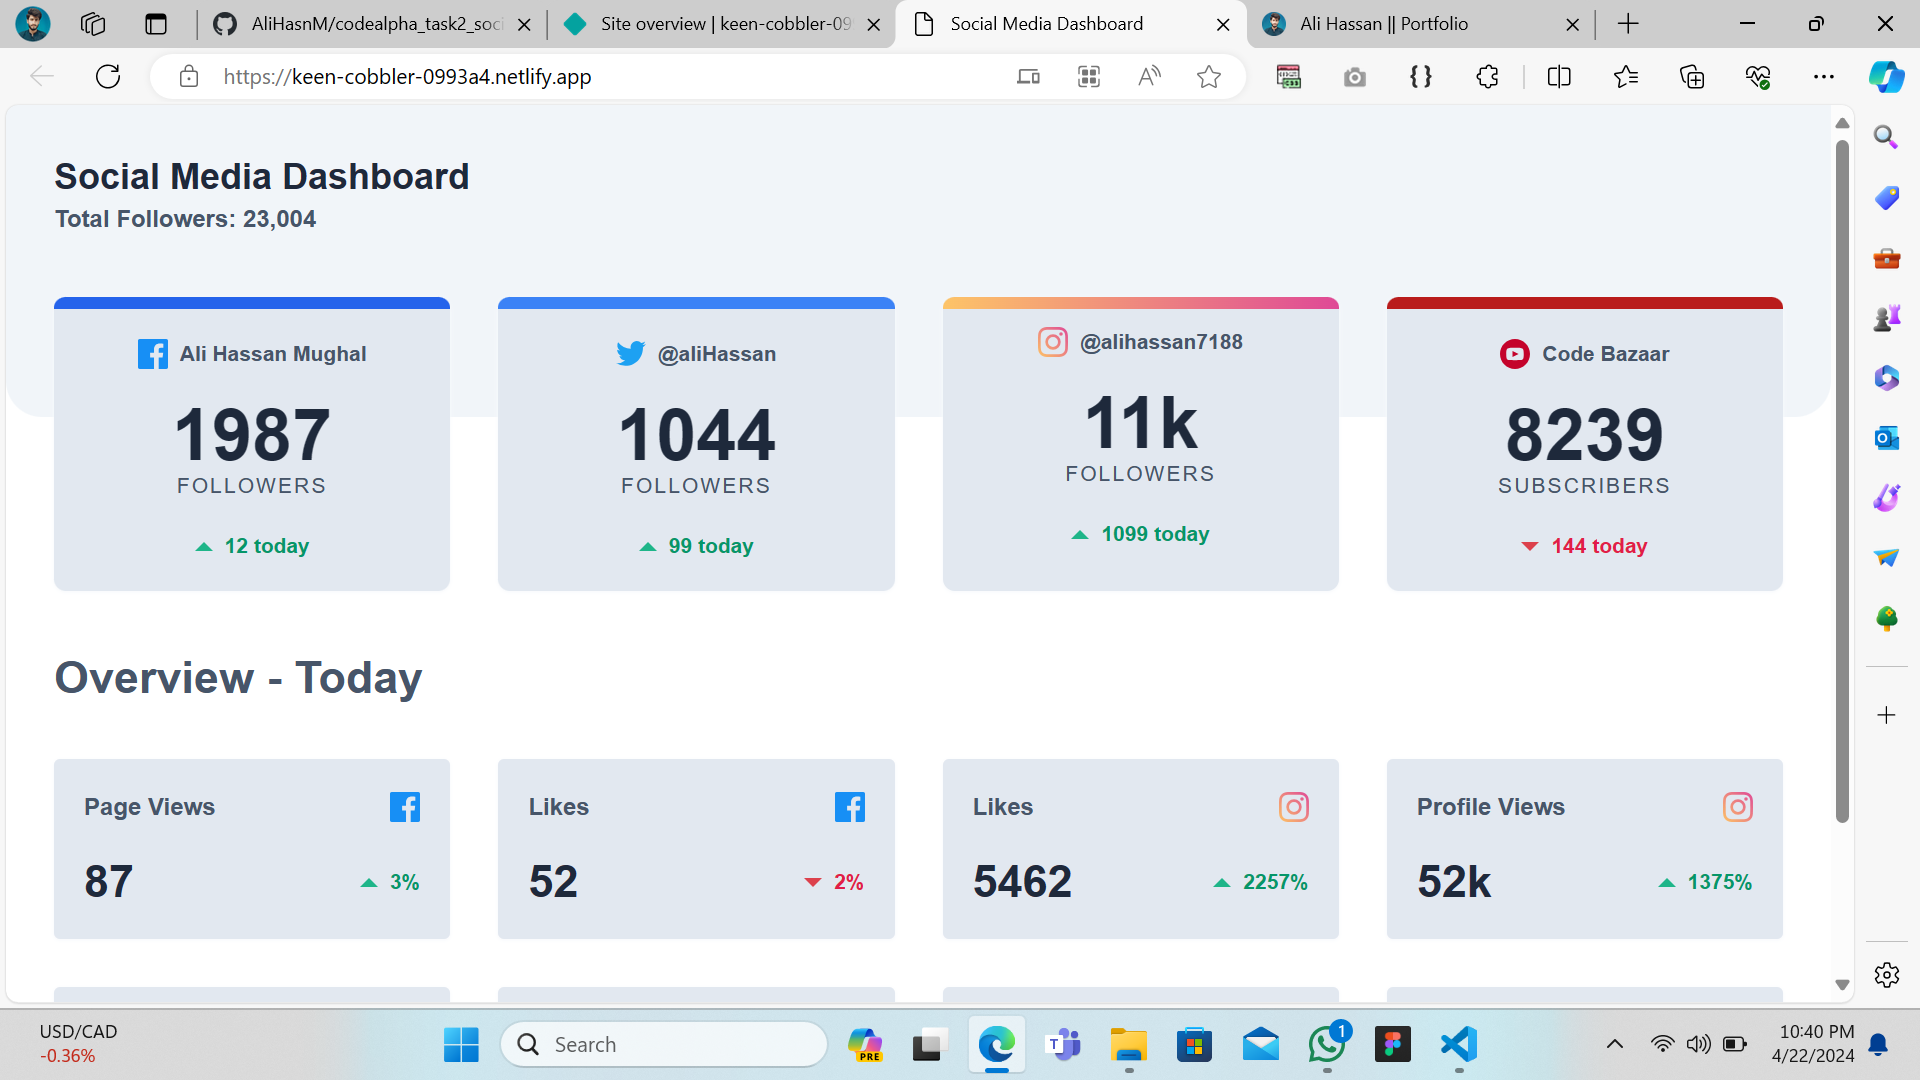 AliHasnM/codealpha_task2_soci
Site overview | keen-cobbler-09
Social Media Dashboard
Ali Hassan || Portfolio
https://keen-cobbler-0993a4.netlify.app
Social Media Dashboard
Total Followers: 23,004
Ali Hassan Mughal
1987
FOLLOWERS
12 today
@aliHassan
1044
FOLLOWERS
99 today
@alihassan7188
11k
FOLLOWERS
1099 today
Code Bazaar
8239
SUBSCRIBERS
144 today
Overview - Today
Page Views
87
3%
Likes
52
2%
Likes
5462
2257%
Profile Views
52k
1375%
USD/CAD
-0.36%
Search
PRE
1
10:40 PM
4/22/2024